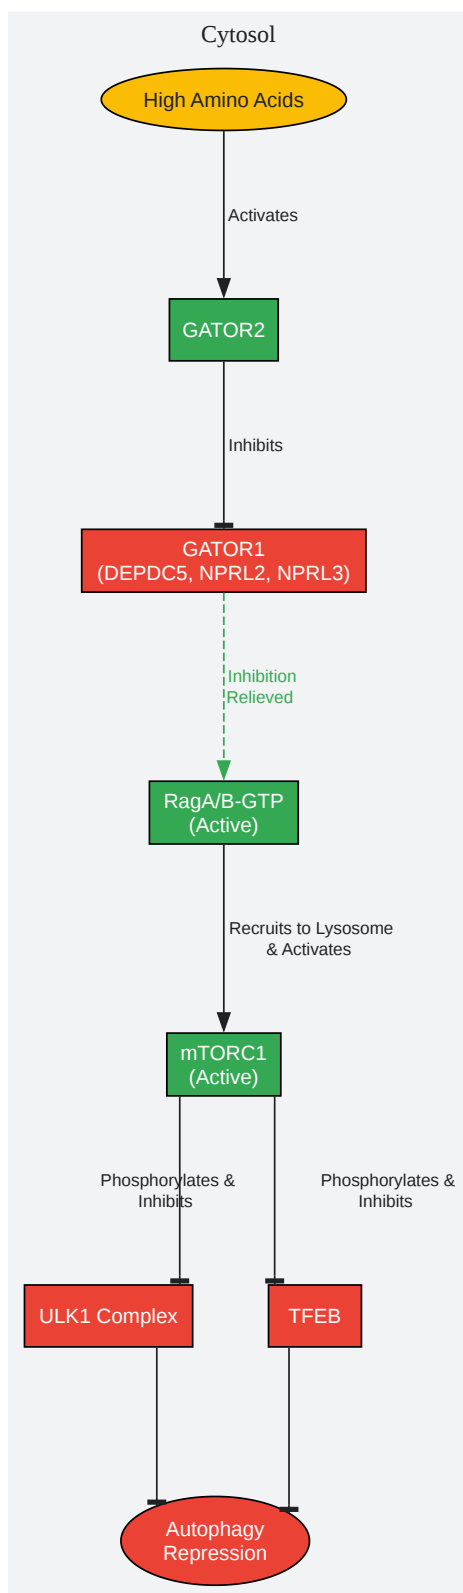 Cytosol
High Amino Acids
Activates
GATOR2
Inhibits
GATOR1
(DEPDC5, NPRL2, NPRL3)
Inhibition
Relieved
RagA/B-GTP
(Active)
Recruits to Lysosome
& Activates
mTORC1
(Active)
Phosphorylates &
Inhibits
Phosphorylates &
Inhibits
ULK1 Complex
TFEB
Autophagy
Repression